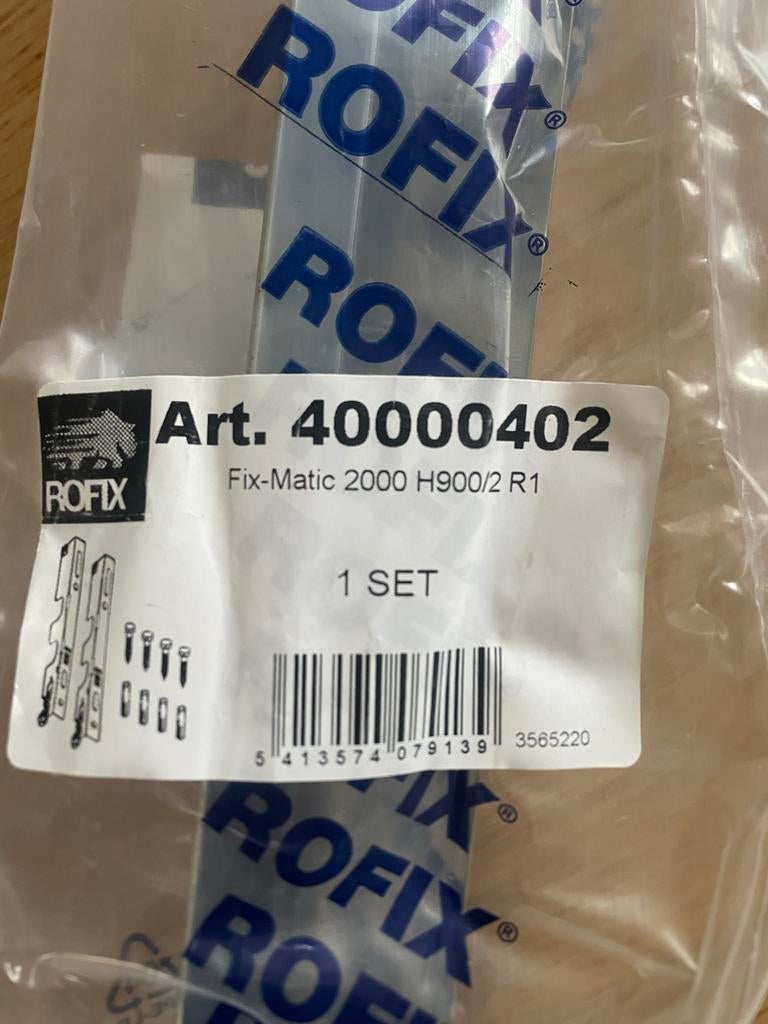 ROFIX®
ROFIX®
ROFI
Art. 40000402
ROFIX
Fix-Matic 2000 H900/2 R1
1 SET
5 413574 079139
3565220
ROFIX®
ROFIX